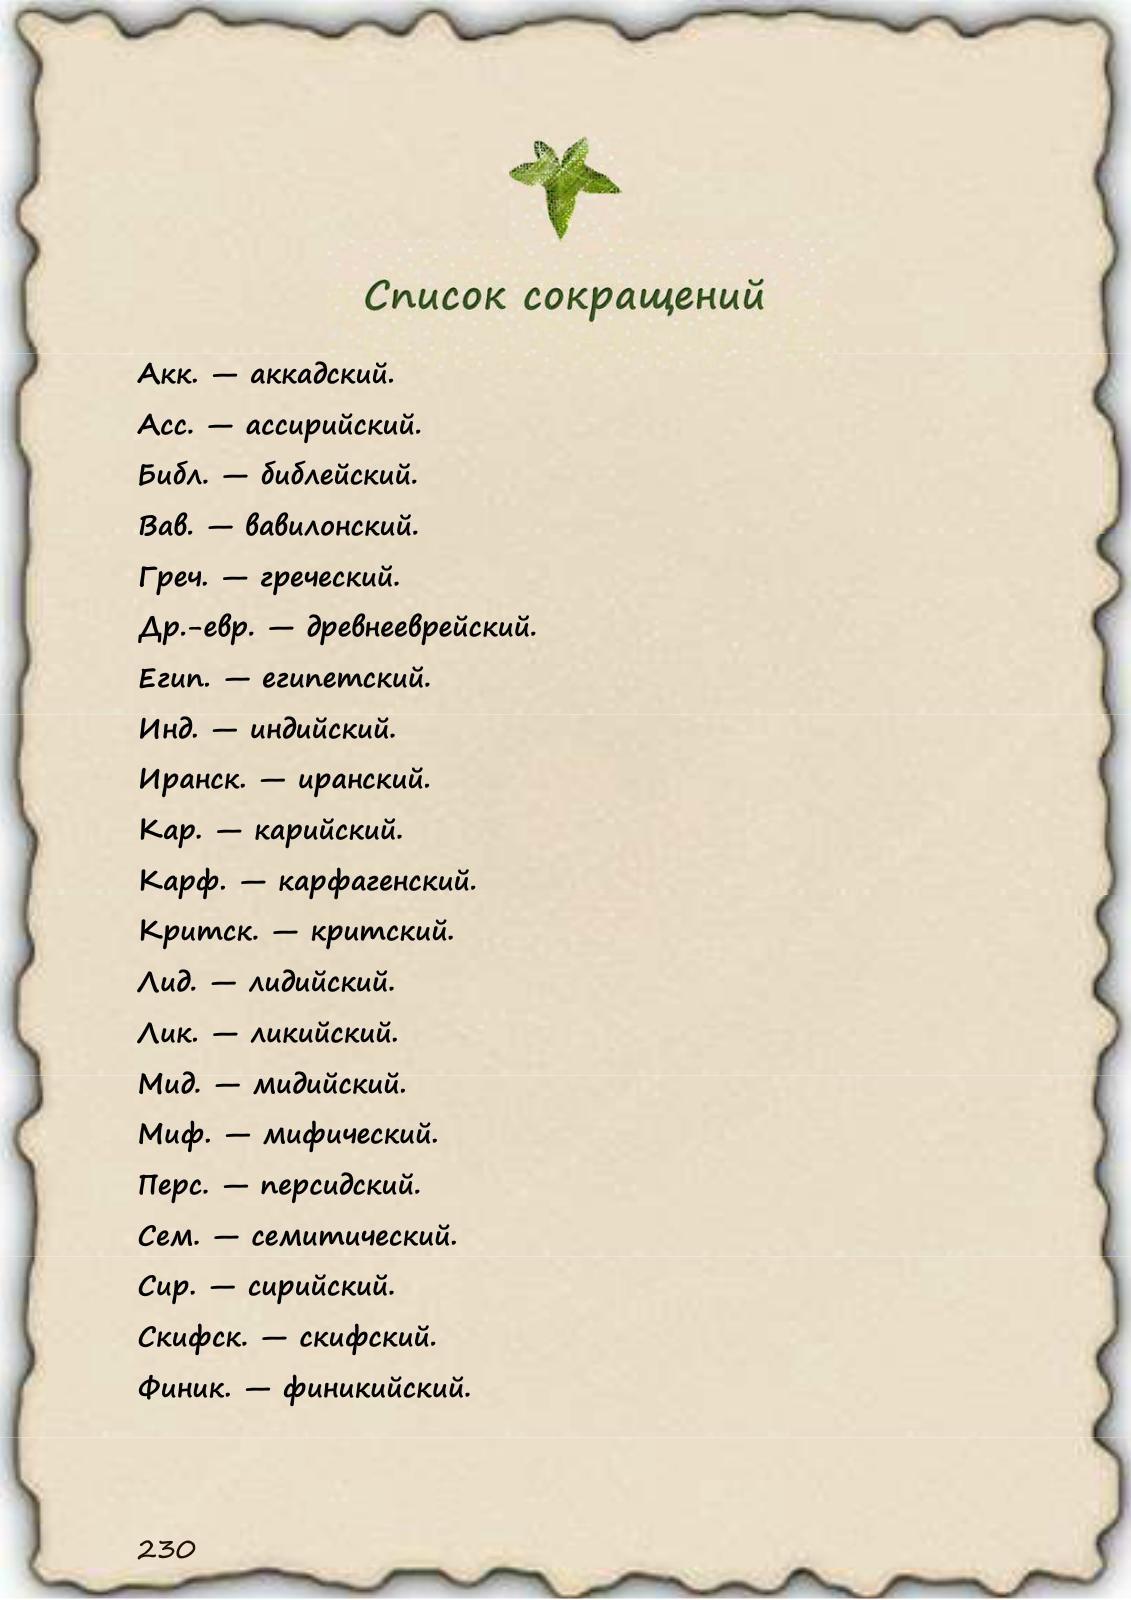 Список сокращений
Акк. — аккадский.
Асс. — ассирийский.
Библ. — библейский.
Вав. — вавилонский.
Греч. — греческий.
Др.-евр. — древнееврейский.
Егип. — египетский.
Инд. — индийский.
Иранск. — иранский.
Кар. — карийский.
Карф. — карфагенский.
Критск. — критский.
Лид. — лидийский.
Лик. — ликийский.
Мид. — мидийский.
Миф. — мифический.
Перс. — персидский.
Сем. — семитический.
Сир. — сирийский.
Скифск. — скифский.
Финик. — финикийский.
230